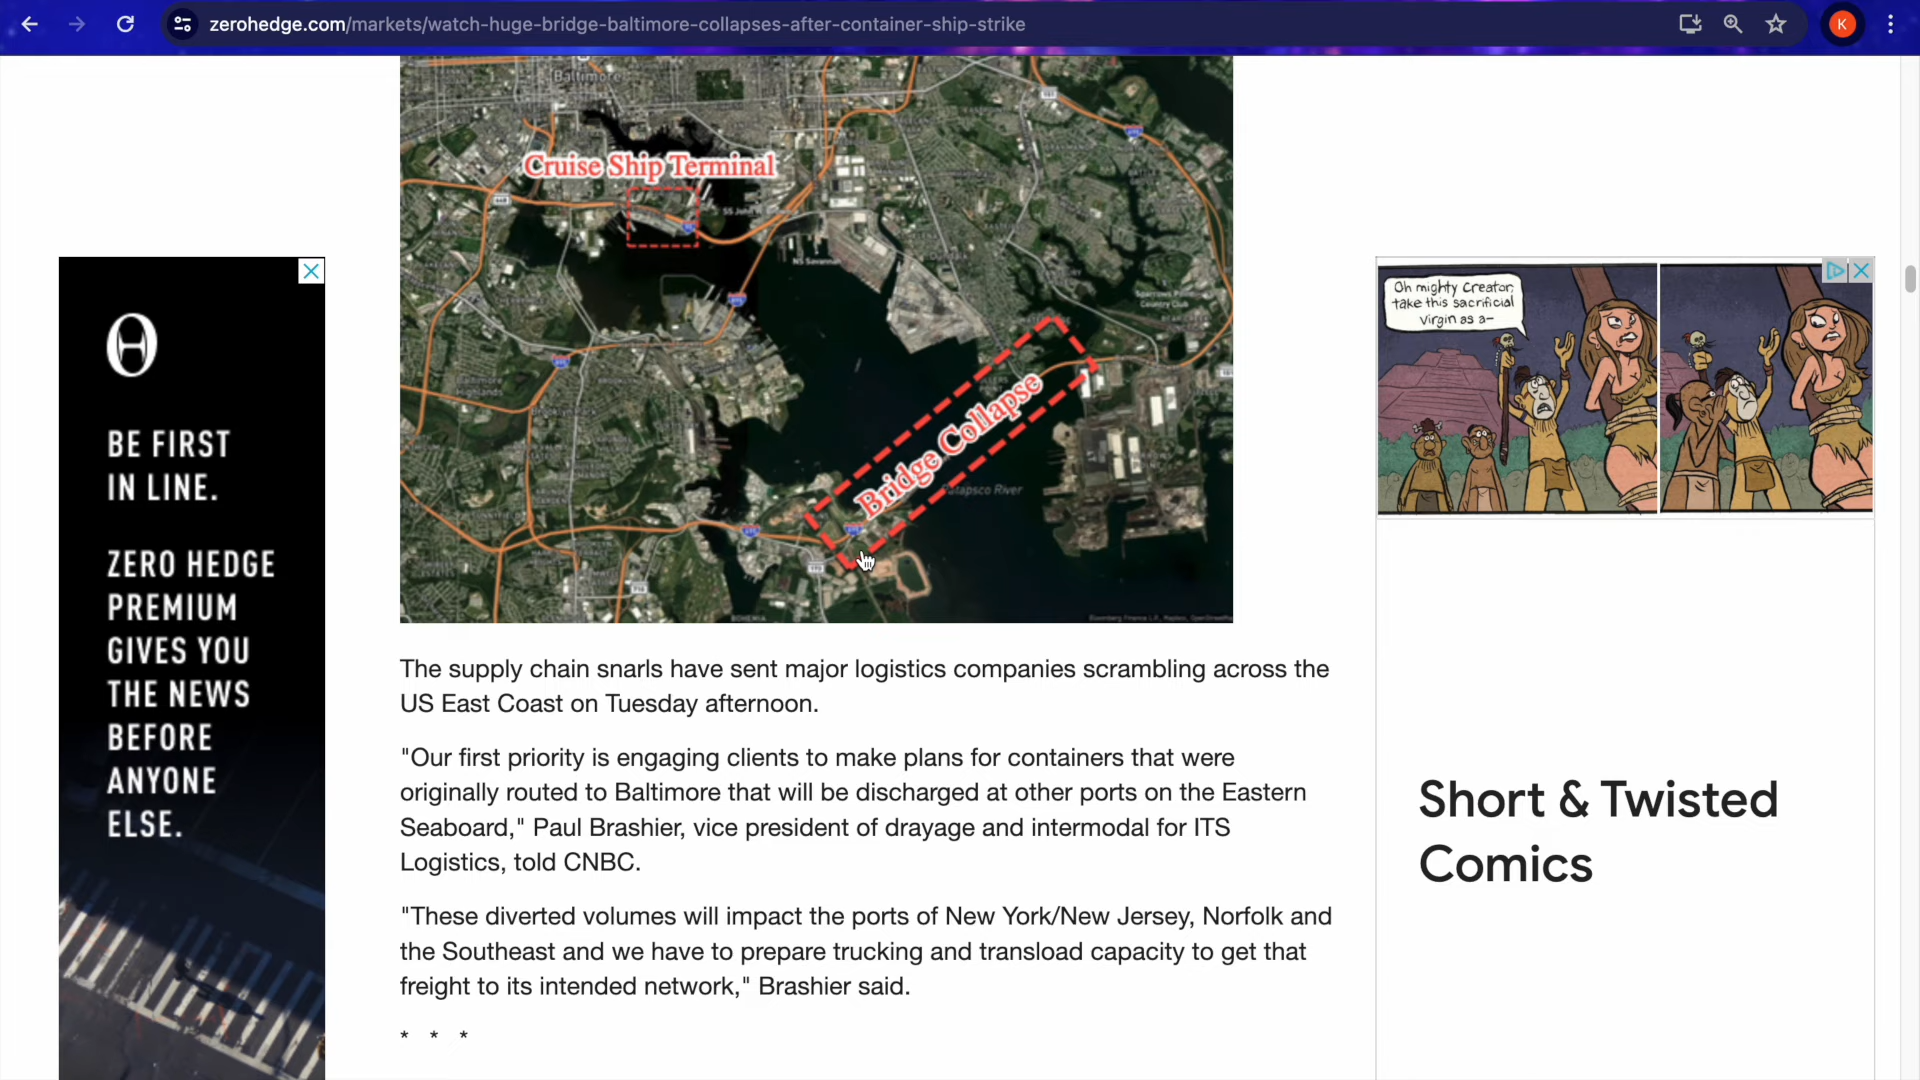 zerohedge.com/markets/watch-huge-bridge-baltimore-collapses-after-container-ship-strike
K
Baltimore
Cruise Ship Terminal
NS Savannah
Bridge Collapse
Patapsco River
BE FIRST
IN LINE.
ZERO HEDGE
PREMIUM
GIVES YOU
THE NEWS
BEFORE
ANYONE
ELSE.
Oh mighty Creator,
take this sacrificial
virgin as a-
The supply chain snarls have sent major logistics companies scrambling across the
US East Coast on Tuesday afternoon.
"Our first priority is engaging clients to make plans for containers that were
originally routed to Baltimore that will be discharged at other ports on the Eastern
Seaboard," Paul Brashier, vice president of drayage and intermodal for ITS
Logistics, told CNBC.
"These diverted volumes will impact the ports of New York/New Jersey, Norfolk and
the Southeast and we have to prepare trucking and transload capacity to get that
freight to its intended network," Brashier said.
* * *
Short & Twisted
Comics